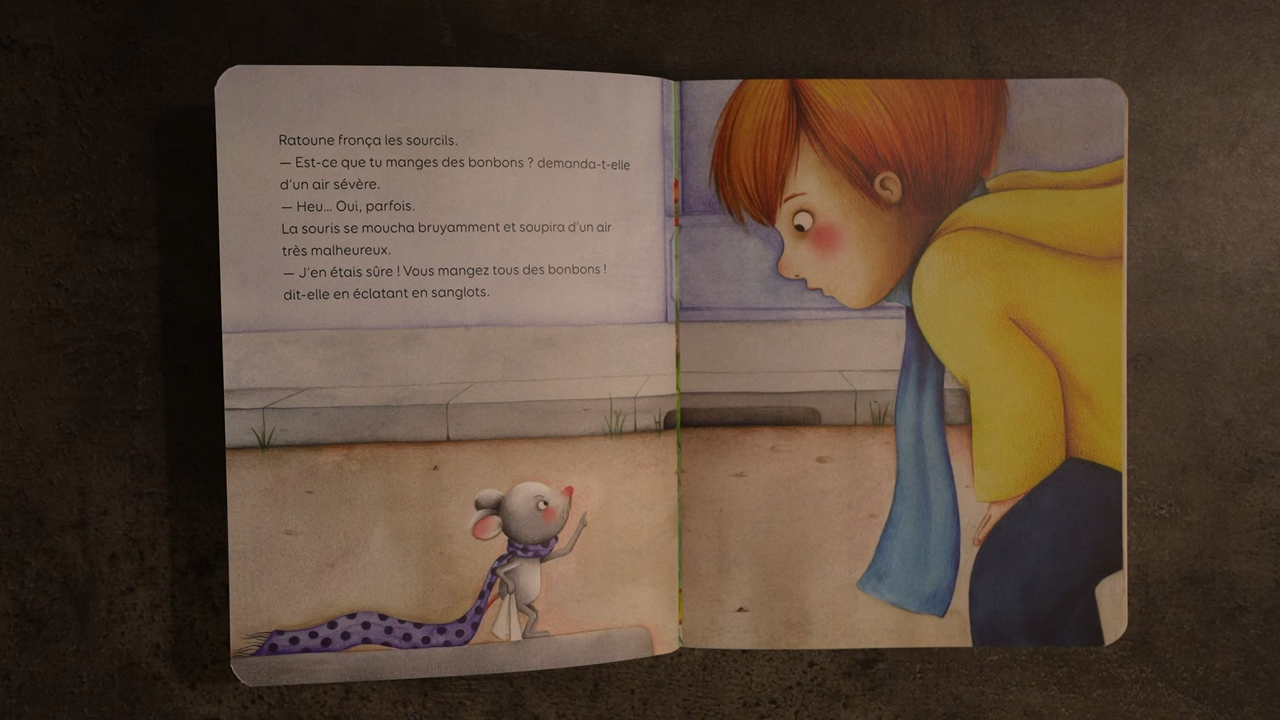 Ratoune fronça les sourcils.
— Est-ce que tu manges des bonbons ? demanda-t-elle
d'un air sévère.
— Heu... Oui, parfois.
La souris se moucha bruyamment et soupira d'un air
très malheureux.
— J'en étais sûre ! Vous mangez tous des bonbons !
dit-elle en éclatant en sanglots.